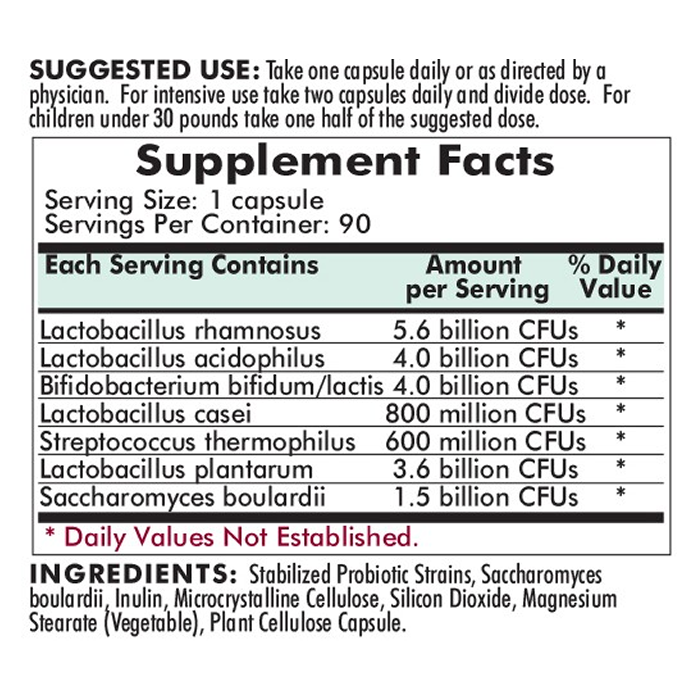 SUGGESTED USE: Take one capsule daily or as directed by a
physician. For intensive use take two capsules daily and divide dose. For
children under 30 pounds take one half of the suggested dose.
Supplement Facts
Serving Size: 1 capsule
Servings Per Container: 90
Each Serving Contains Amount per Serving % Daily Value
Lactobacillus rhamnosus 5.6 billion CFUs *
Lactobacillus acidophilus 4.0 billion CFUs *
Bifidobacterium bifidum/lactis 4.0 billion CFUs *
Lactobacillus casei 800 million CFUs *
Streptococcus thermophilus 600 million CFUs *
Lactobacillus plantarum 3.6 billion CFUs *
Saccharomyces boulardii 1.5 billion CFUs *
* Daily Values Not Established.
INGREDIENTS: Stabilized Probiotic Strains, Saccharomyces
boulardii, Inulin, Microcrystalline Cellulose, Silicon Dioxide, Magnesium
Stearate (Vegetable), Plant Cellulose Capsule.